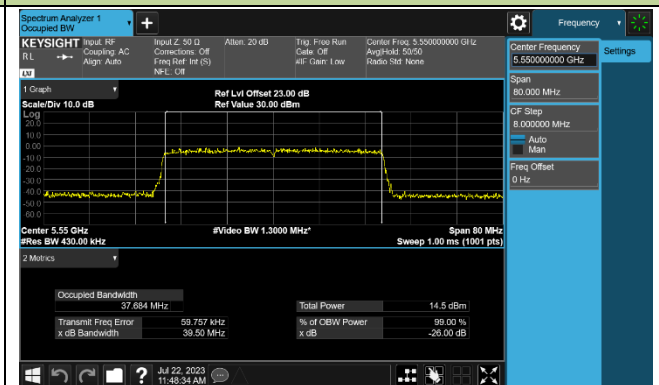 Spectrum Analyzer 1
Occupied BW
+
Frequency
KEYSIGHT
RL
LXI
Input: RF
Coupling: AC
Align: Auto
Input Z: 50 Ω
Corrections: Off
Freq Ref: Int (S)
NFE: Off
Atten: 20 dB
Trig: Free Run
Gate: Off
#IF Gain: Low
Center Freq: 5.550000000 GHz
Avg|Hold: 50/50
Radio Std: None
Center Frequency
5.550000000 GHz
Settings
Span
80.000 MHz
CF Step
8.000000 MHz
Auto
Man
Freq Offset
0 Hz
1 Graph
Scale/Div 10.0 dB
Ref Lvl Offset 23.00 dB
Ref Value 30.00 dBm
Log
20.0
10.0
0.00
-10.0
-20.0
-30.0
-40.0
-50.0
-60.0
Center 5.55 GHz
#Video BW 1.3000 MHz*
Span 80 MHz
#Res BW 430.00 kHz
Sweep 1.00 ms (1001 pts)
2 Metrics
Occupied Bandwidth
37.684 MHz
Total Power 14.5 dBm
Transmit Freq Error 59.757 kHz
% of OBW Power 99.00 %
x dB Bandwidth 39.50 MHz
x dB -26.00 dB
?
Jul 22, 2023
11:48:34 AM